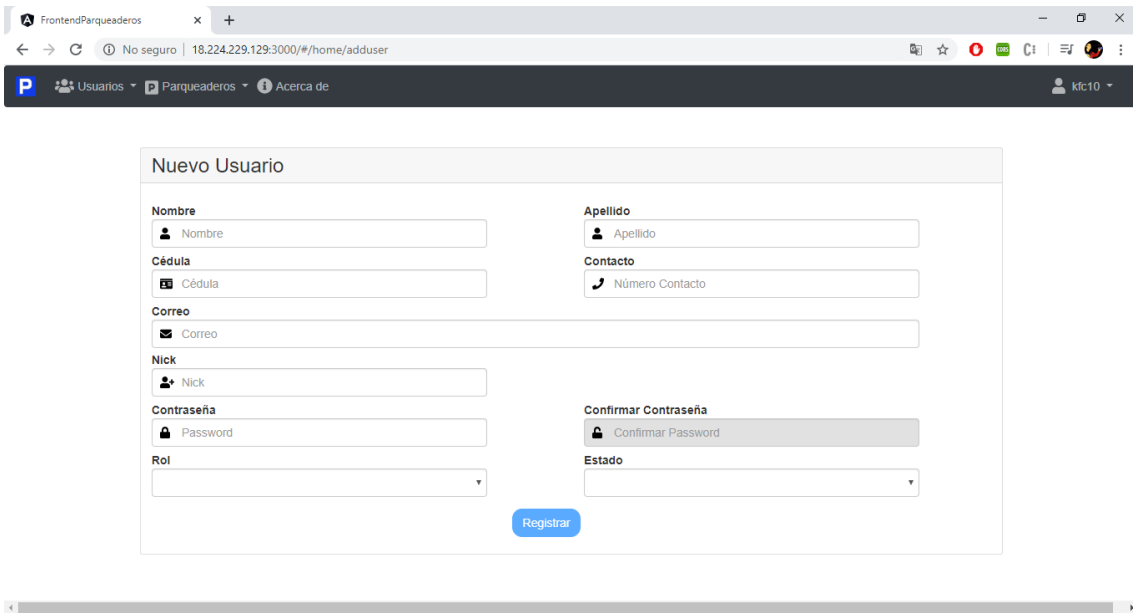 FrontendParqueaderos
No seguro | 18.224.229.129:3000/#/home/adduser
P Usuarios P Parqueaderos Acerca de kfc10
Nuevo Usuario
Nombre Apellido
Nombre Apellido
Cédula Contacto
Cédula Número Contacto
Correo
Correo
Nick
Nick
Contraseña Confirmar Contraseña
Password Confirmar Password
Rol Estado
Registrar